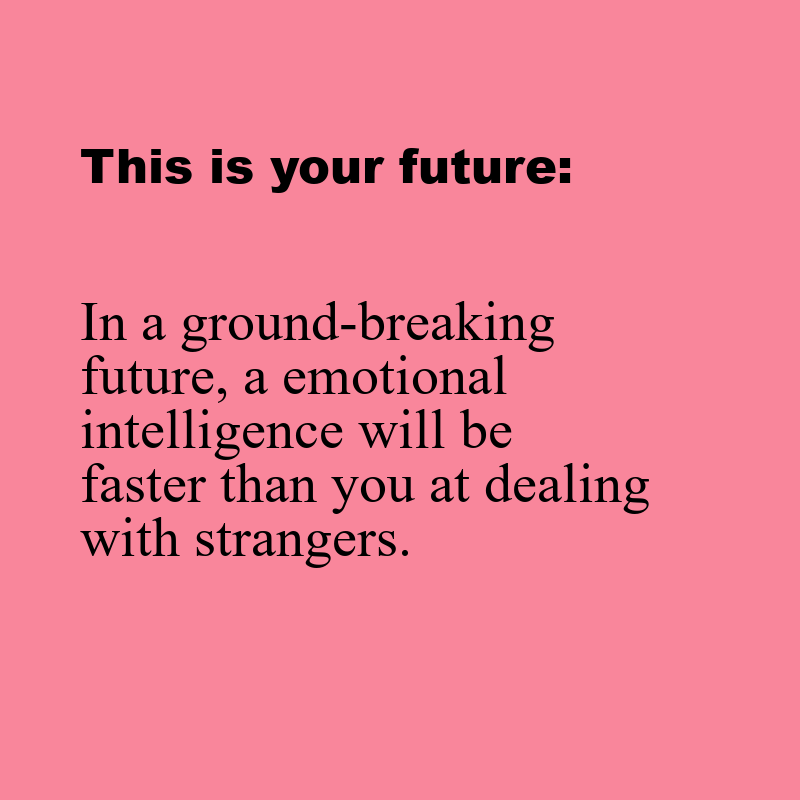 This is your future:
In a ground-breaking
future, a emotional
intelligence will be
faster than you at dealing
with strangers.